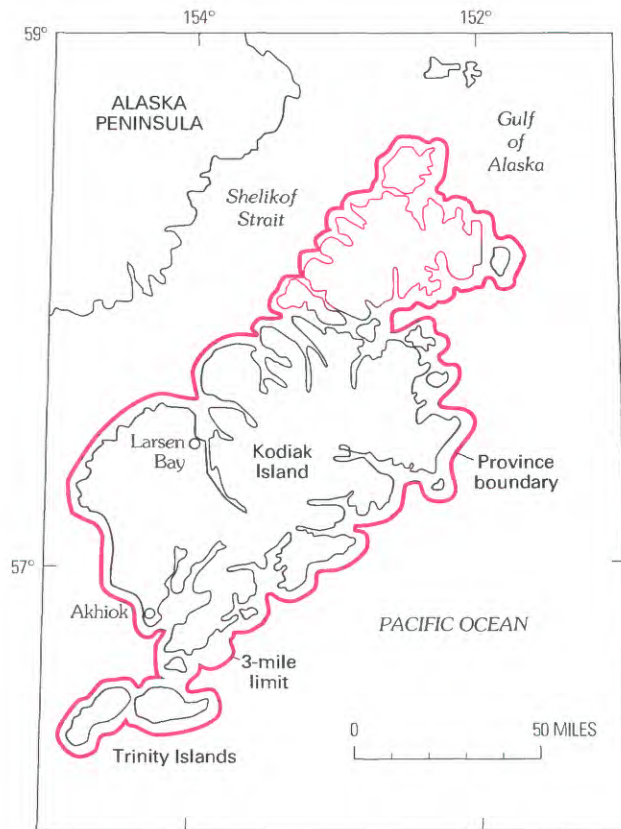 154°
152°
59°
ALASKA
PENINSULA
Gulf
of
Alaska
Shelikof
Strait
Larsen
Bay
Kodiak
Island
Province
boundary
57°
Akhiok
PACIFIC OCEAN
3-mile
limit
0
50 MILES
Trinity Islands